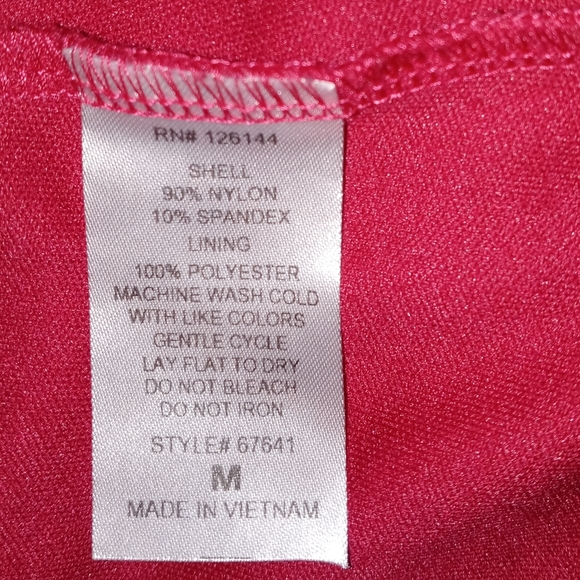 RN# 126144
SHELL
90% NYLON
10% SPANDEX
LINING
100% POLYESTER
MACHINE WASH COLD
WITH LIKE COLORS
GENTLE CYCLE
LAY FLAT TO DRY
DO NOT BLEACH
DO NOT IRON
STYLE# 67641
M
MADE IN VIETNAM